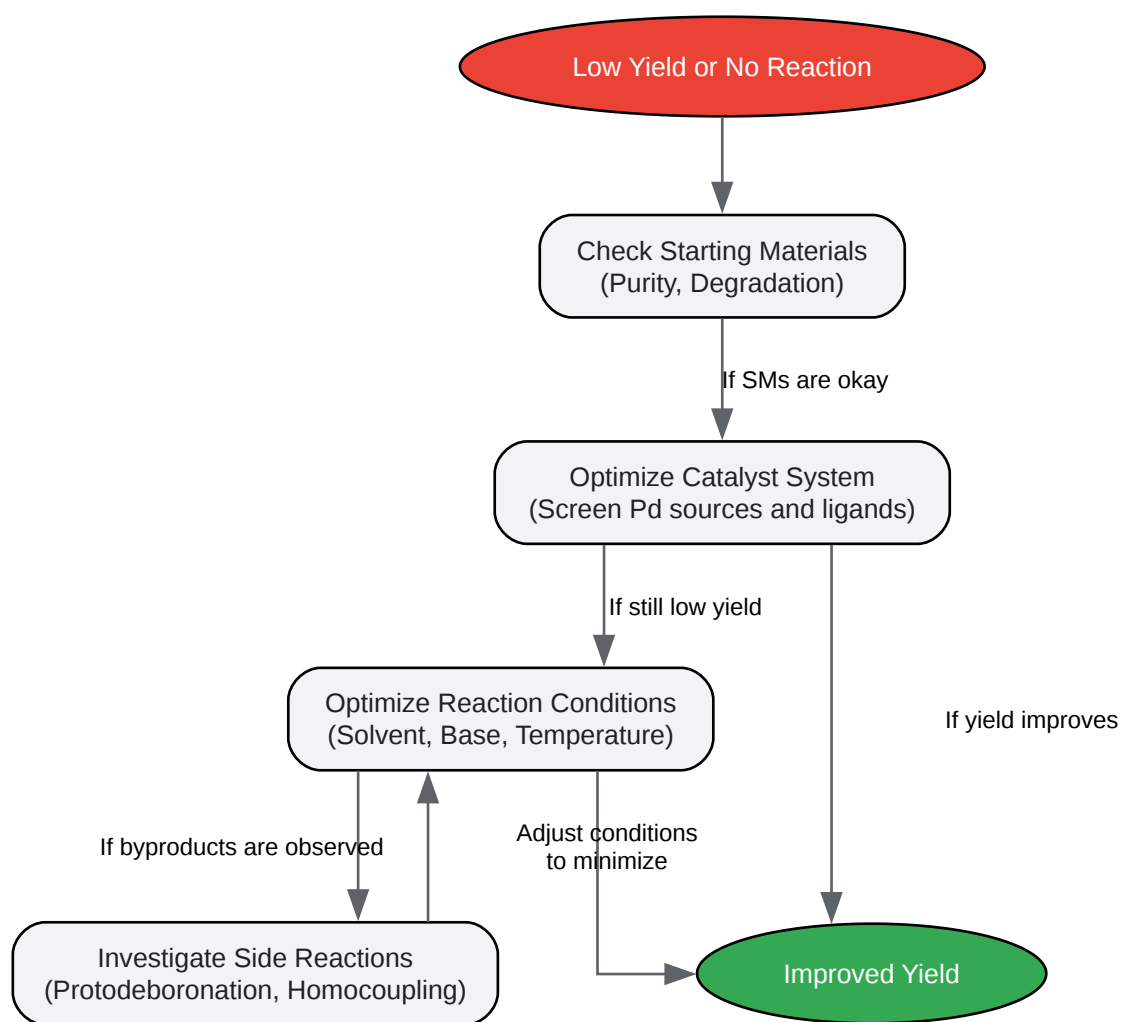 Low Yield or No Reaction
Check Starting Materials
(Purity, Degradation)
If SMs are okay
Optimize Catalyst System
(Screen Pd sources and ligands)
If still low yield
Optimize Reaction Conditions
(Solvent, Base, Temperature)
If yield improves
If byproducts are observed
Adjust conditions
to minimize
Investigate Side Reactions
(Protodeboronation, Homocoupling)
Improved Yield